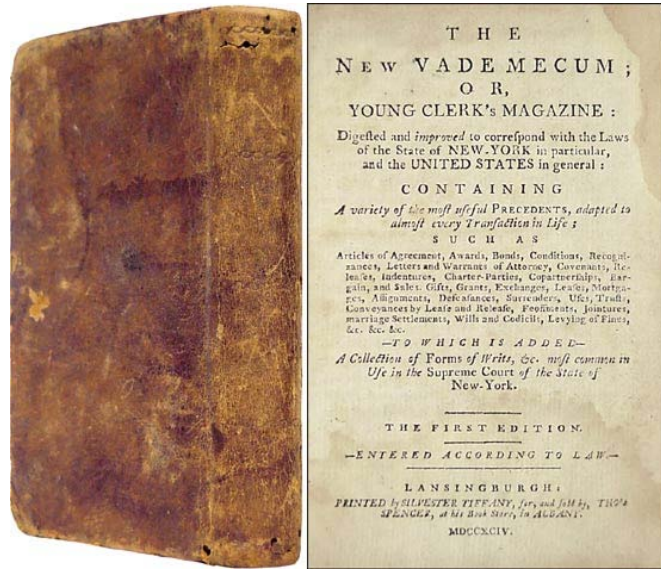 THE
NEW VADE MECUM;
OR,
YOUNG CLERK's MAGAZINE:
Digeſted and improved to correſpond with the Laws
of the State of NEW-YORK in particular,
and the UNITED STATES in general:
CONTAINING
A variety of the moſt uſeful PRECEDENTS, adapted to
almoſt every Tranſaction in Life;
SUCH AS
Articles of Agreement, Awards, Bonds, Conditions, Recogni-
zances, Letters and Warrants of Attorney, Covenants, Re-
leaſes, Indentures, Charter-Parties, Copartnerſhips, Bar-
gain, and Sales. Gifts, Grants, Exchanges, Leaſes, Mortga-
ges, Aſſignments, Defeaſances, Surrenders, Uſes, Truſts,
Conveyances by Leaſe and Releaſe, Feoffments, Jointures,
marriage Settlements, Wills and Codicils, Levying of Fines,
&c. &c. &c.
—TO WHICH IS ADDED—
A Collection of Forms of Writs, &c. moſt common in
Uſe in the Supreme Court of the State of
New-York.
THE FIRST EDITION.
—ENTERED ACCORDING TO LAW.—
LANSINGBURGH:
PRINTED by SILVESTER TIFFANY, for, and ſold by, THO's
SPENCER, at his Book Store, in ALBANY.
MDCCXCIV.